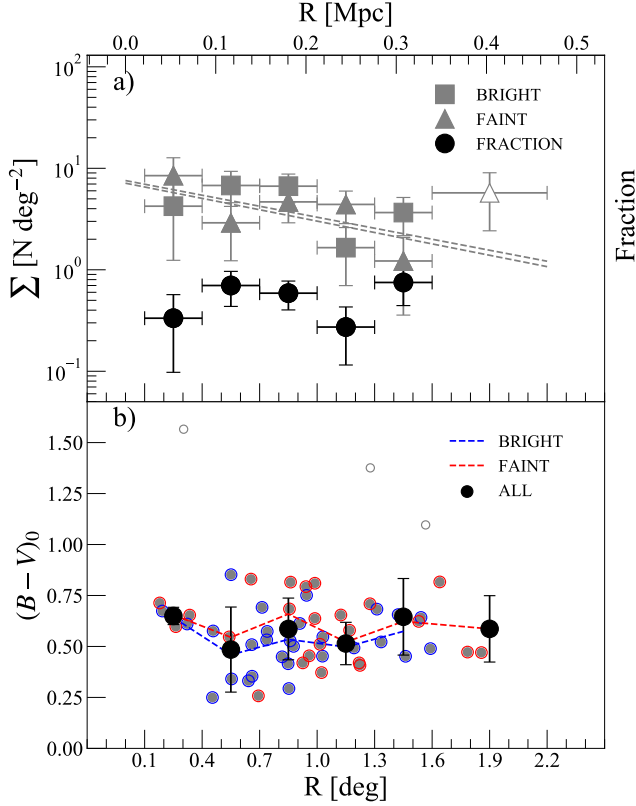 R [Mpc]
0.0 0.1 0.2 0.3 0.4 0.5
a)
10²
BRIGHT
FAINT
FRACTION
10¹
10⁰
10⁻¹
Σ [N deg⁻²]
Fraction
b)
BRIGHT
FAINT
ALL
1.50
1.25
1.00
0.75
0.50
0.25
0.00
(B − V)₀
0.1 0.4 0.7 1.0 1.3 1.6 1.9 2.2
R [deg]